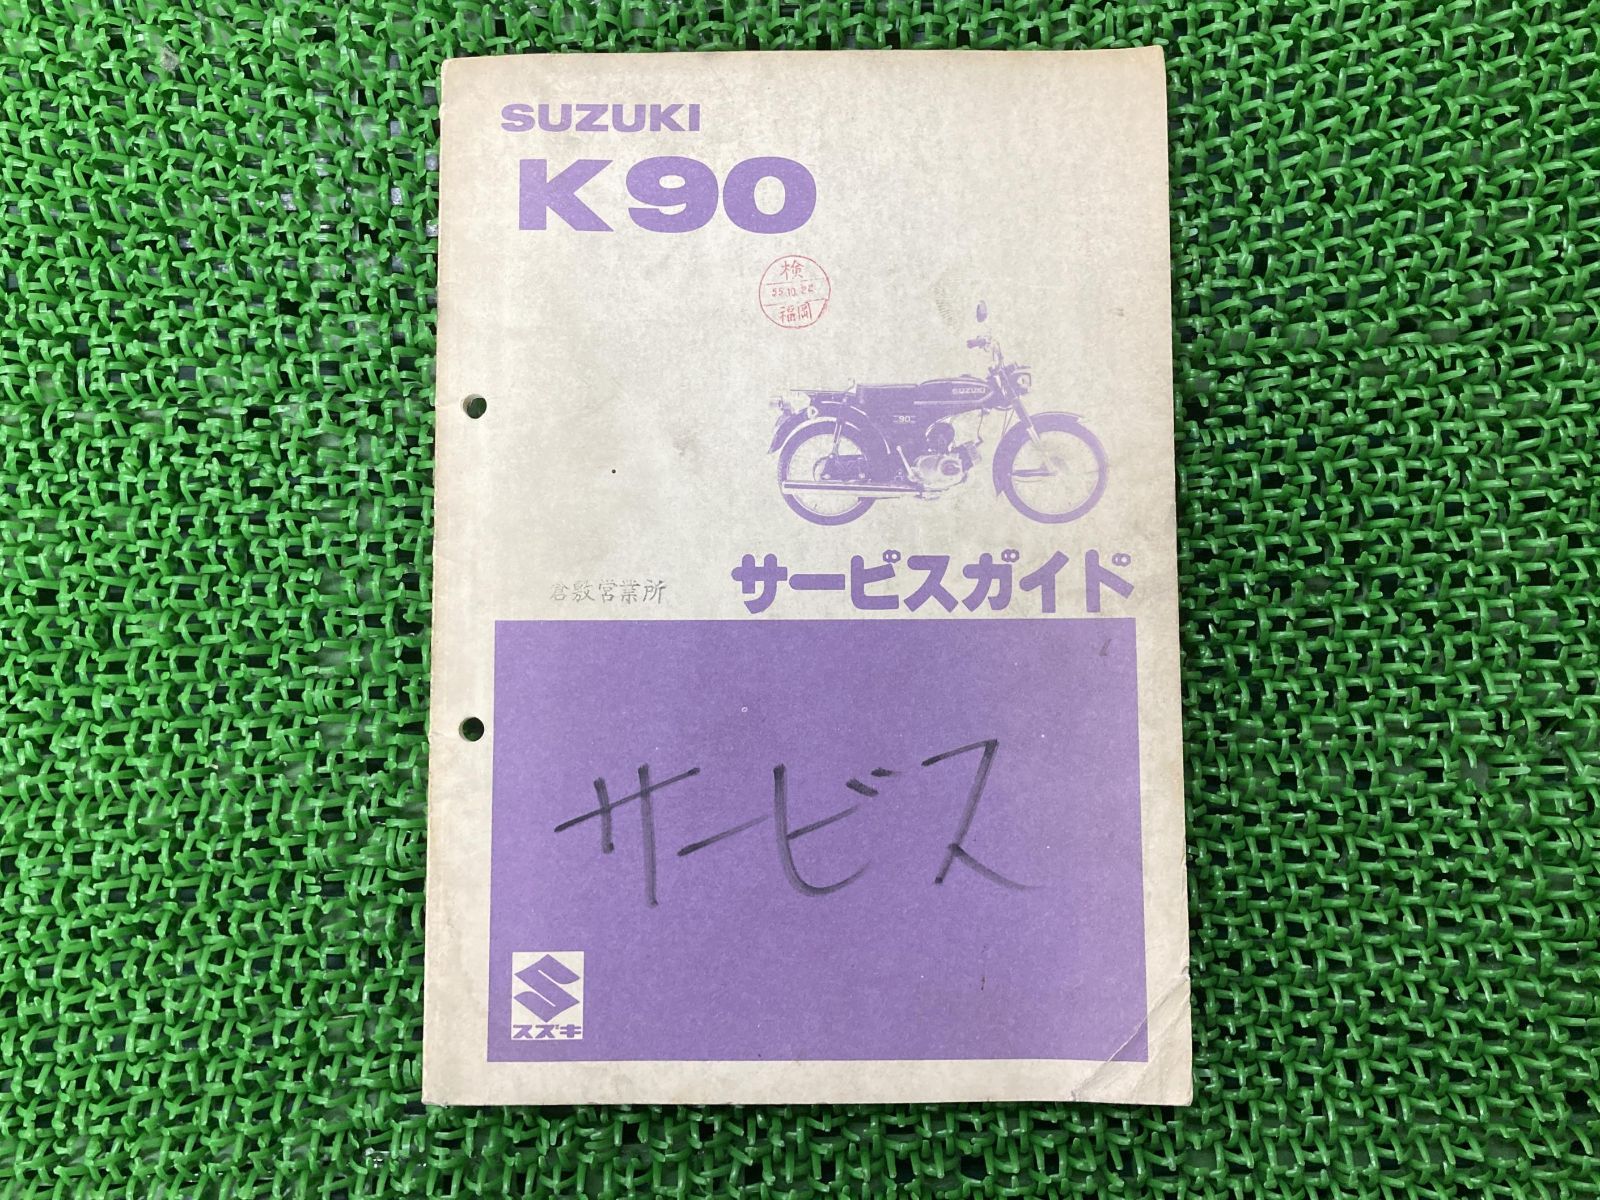 SUZUKI
K90
検
55.10.22
福岡
SUZUKI
90
サービスガイド
倉敷営業所
サービス
スズキ